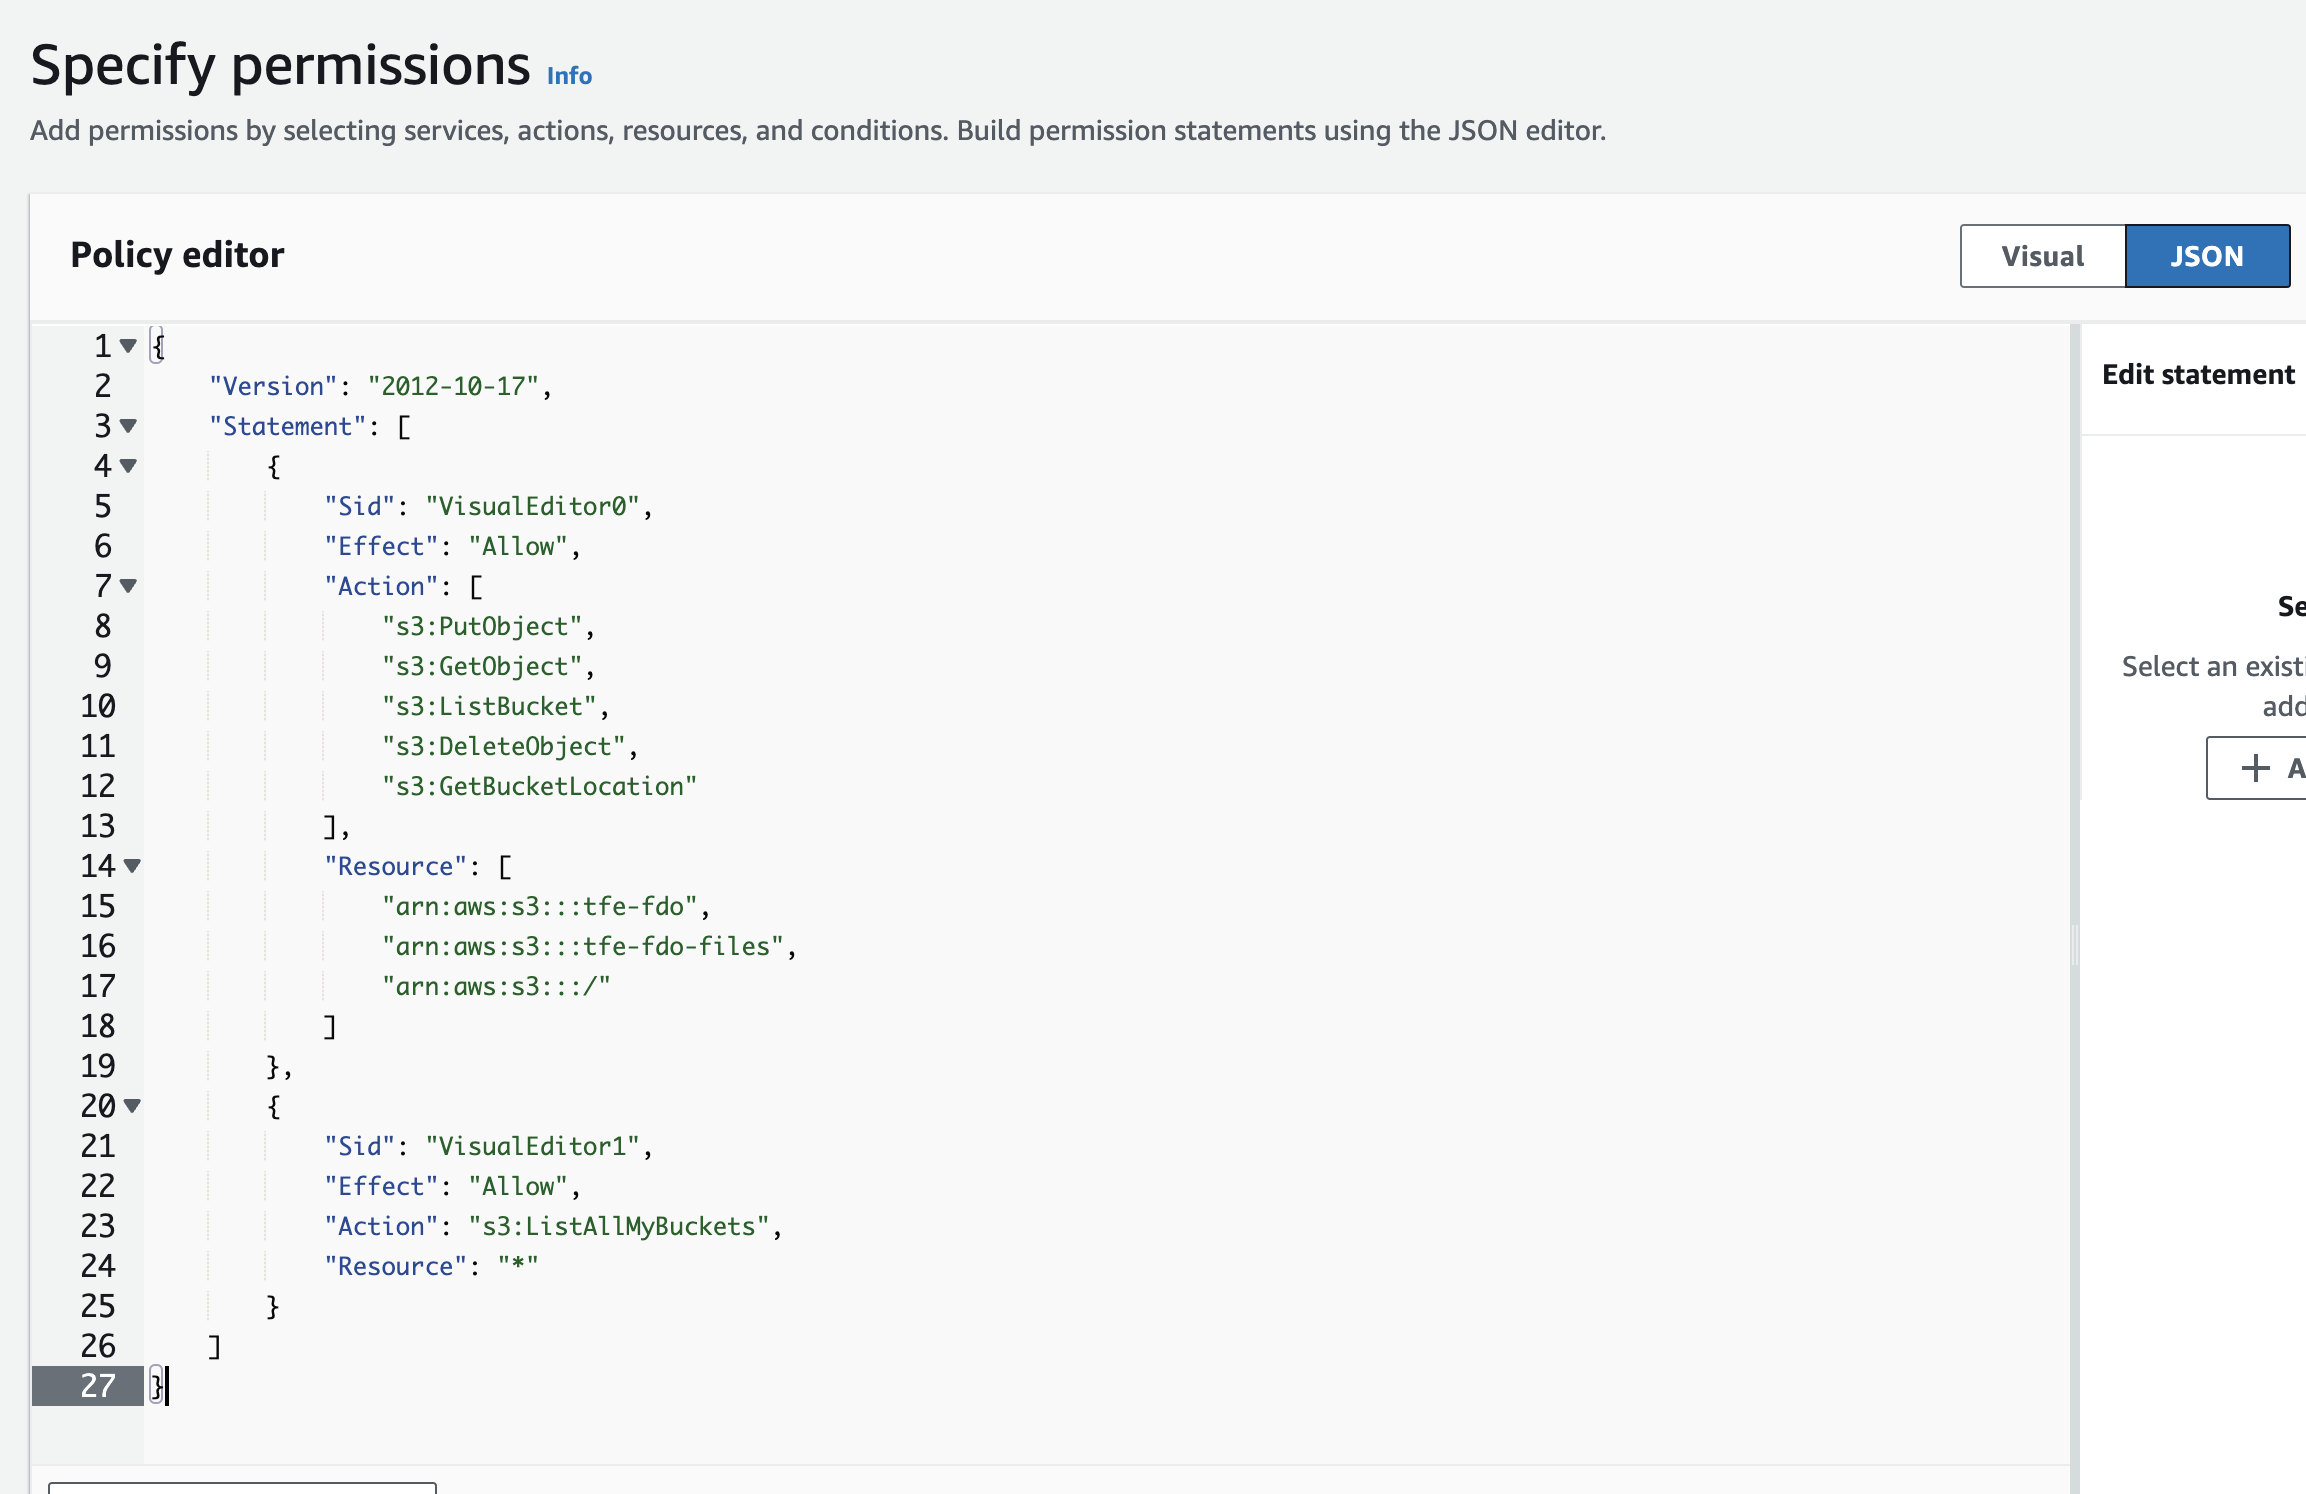 Specify permissions Info
Add permissions by selecting services, actions, resources, and conditions. Build permission statements using the JSON editor.
Policy editor
Visual
JSON
1 {
2     "Version": "2012-10-17",
3     "Statement": [
4         {
5             "Sid": "VisualEditor0",
6             "Effect": "Allow",
7             "Action": [
8                 "s3:PutObject",
9                 "s3:GetObject",
10                 "s3:ListBucket",
11                 "s3:DeleteObject",
12                 "s3:GetBucketLocation"
13             ],
14             "Resource": [
15                 "arn:aws:s3:::tfe-fdo",
16                 "arn:aws:s3:::tfe-fdo-files",
17                 "arn:aws:s3:::/"
18             ]
19         },
20         {
21             "Sid": "VisualEditor1",
22             "Effect": "Allow",
23             "Action": "s3:ListAllMyBuckets",
24             "Resource": "*"
25         }
26     ]
27 }
Edit statement
Select an